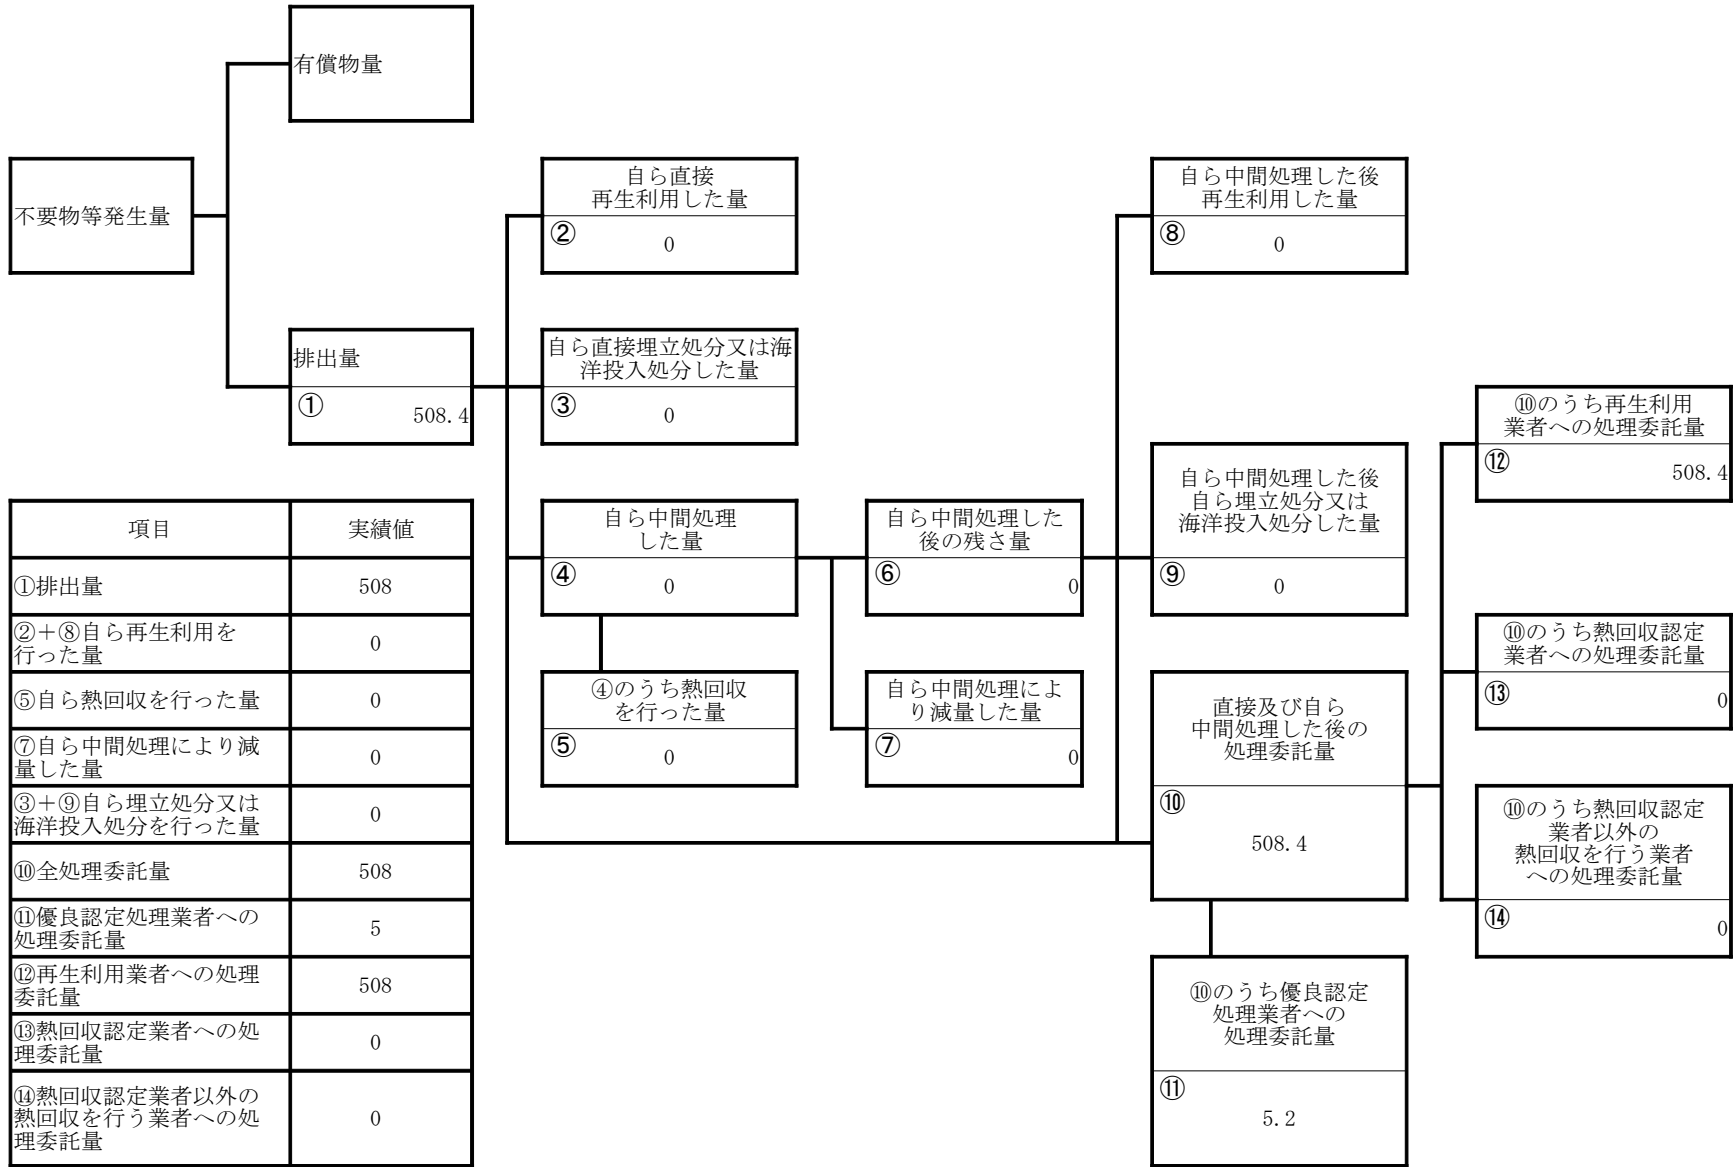 有償物量
不要物等発生量
自ら直接
再生利用した量
②
0
自ら中間処理した後
再生利用した量
⑧
0
排出量
①
508.4
自ら直接埋立処分又は海
洋投入処分した量
③
0
⑩のうち再生利用
業者への処理委託量
⑫
508.4
自ら中間処理
した量
④
0
自ら中間処理した
後の残さ量
⑥
0
自ら中間処理した後
自ら埋立処分又は
海洋投入処分した量
⑨
0
⑩のうち熱回収認定
業者への処理委託量
⑬
0
④のうち熱回収
を行った量
⑤
0
自ら中間処理によ
り減量した量
⑦
0
直接及び自ら
中間処理した後の
処理委託量
⑩
508.4
⑩のうち熱回収認定
業者以外の
熱回収を行う業者
への処理委託量
⑭
0
⑩のうち優良認定
処理業者への
処理委託量
⑪
5.2
項目 実績値
①排出量 508
②+⑧自ら再生利用を
行った量 0
⑤自ら熱回収を行った量 0
⑦自ら中間処理により減
量した量 0
③+⑨自ら埋立処分又は
海洋投入処分を行った量 0
⑩全処理委託量 508
⑪優良認定処理業者への
処理委託量 5
⑫再生利用業者への処理
委託量 508
⑬熱回収認定業者への処
理委託量 0
⑭熱回収認定業者以外の
熱回収を行う業者への処
理委託量 0